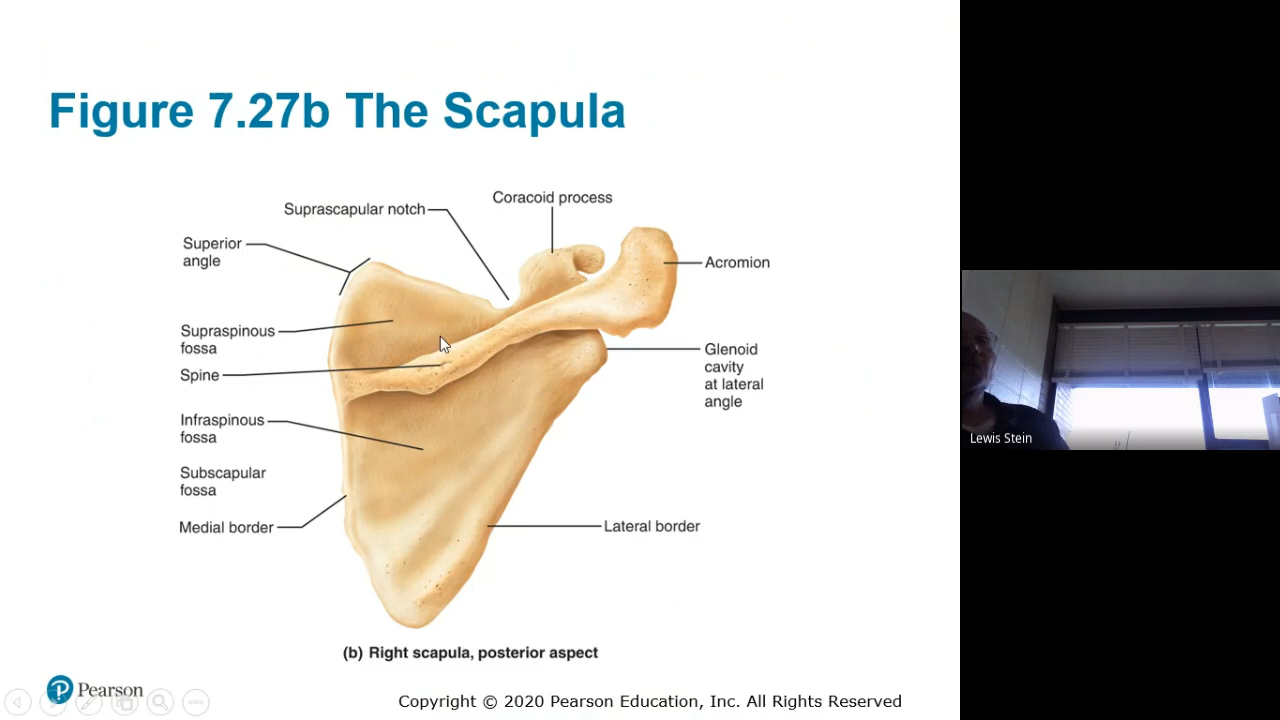 Figure 7.27b The Scapula
Coracoid process
Suprascapular notch
Superior
angle
Acromion
Supraspinous
fossa
Glenoid
cavity
at lateral
angle
Spine
Infraspinous
fossa
Subscapular
fossa
Medial border
Lateral border
(b) Right scapula, posterior aspect
Lewis Stein
P Pearson
Copyright © 2020 Pearson Education, Inc. All Rights Reserved